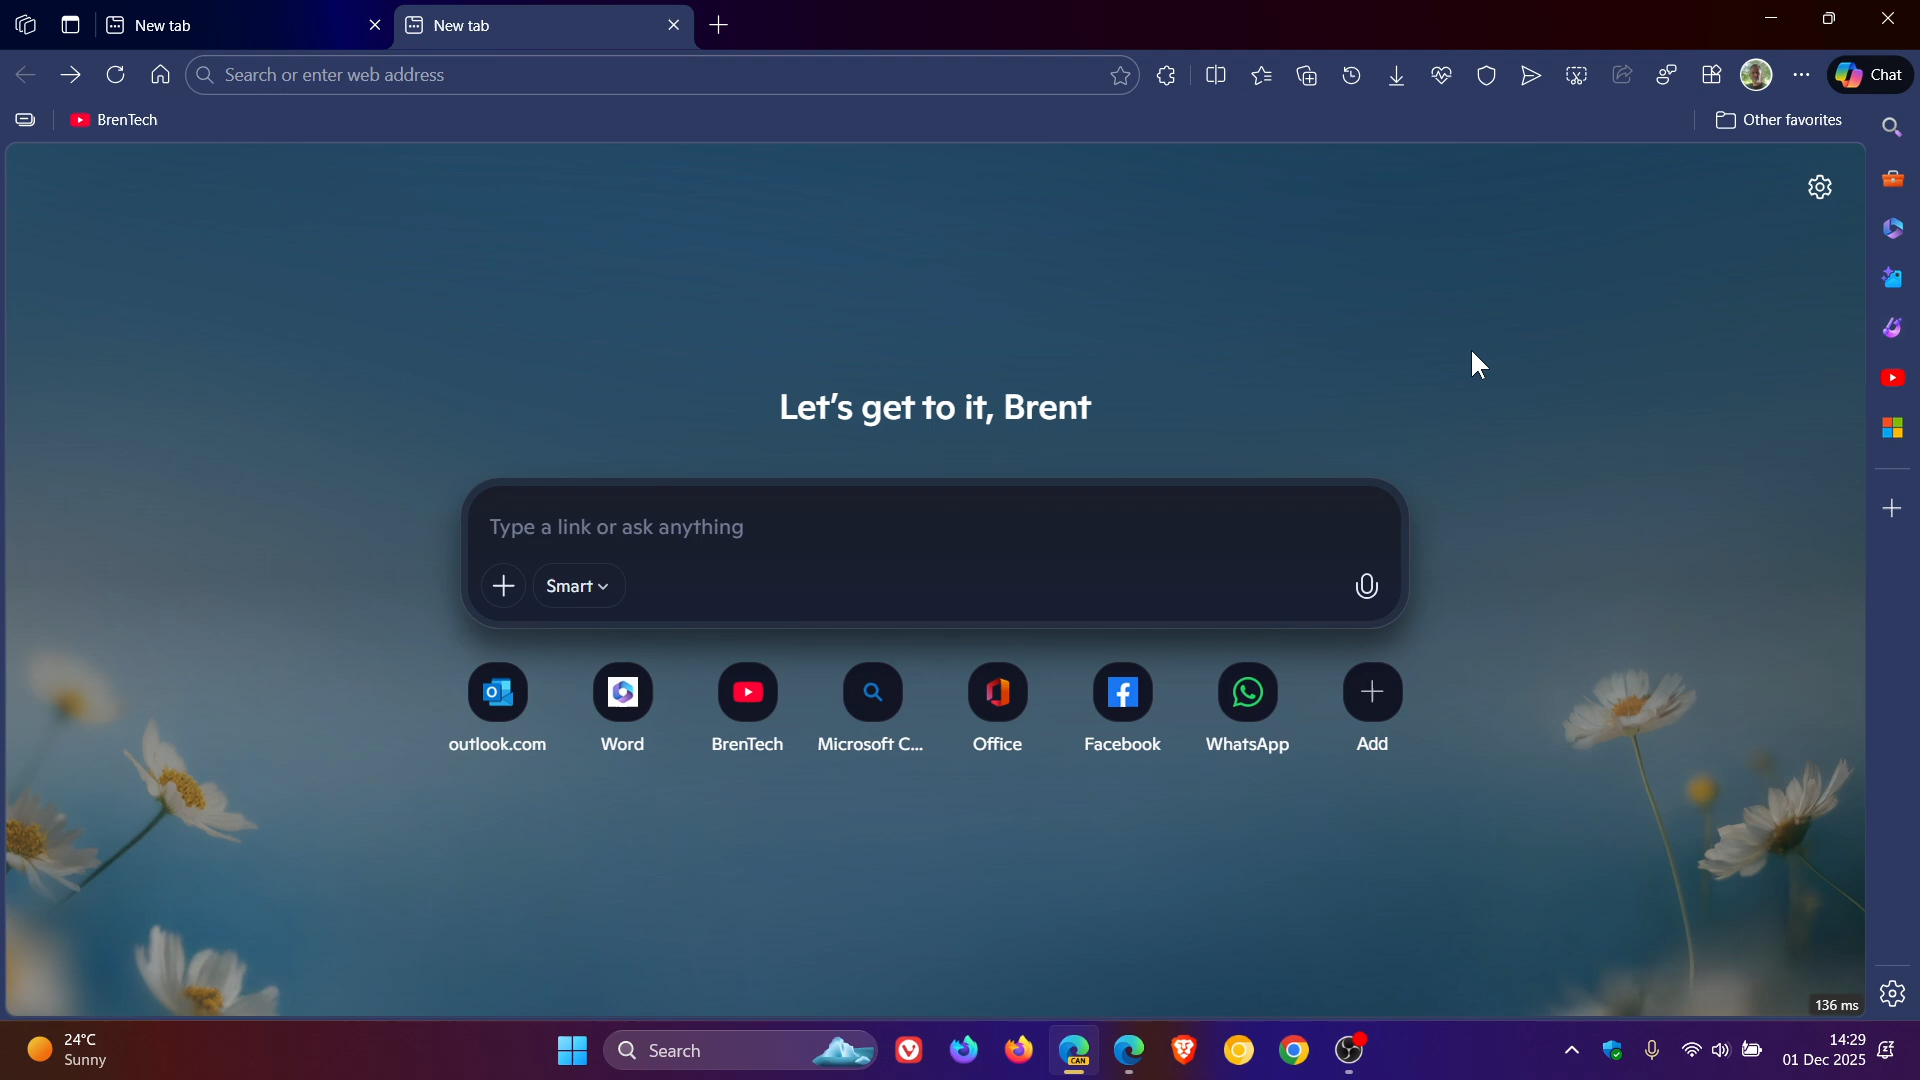 New tab
New tab
Search or enter web address
Chat
BrenTech
Other favorites
Let's get to it, Brent
Type a link or ask anything
Smart
outlook.com
Word
BrenTech
Microsoft C...
Office
Facebook
WhatsApp
Add
136 ms
24°C
Sunny
Search
CAN
14:29
01 Dec 2025